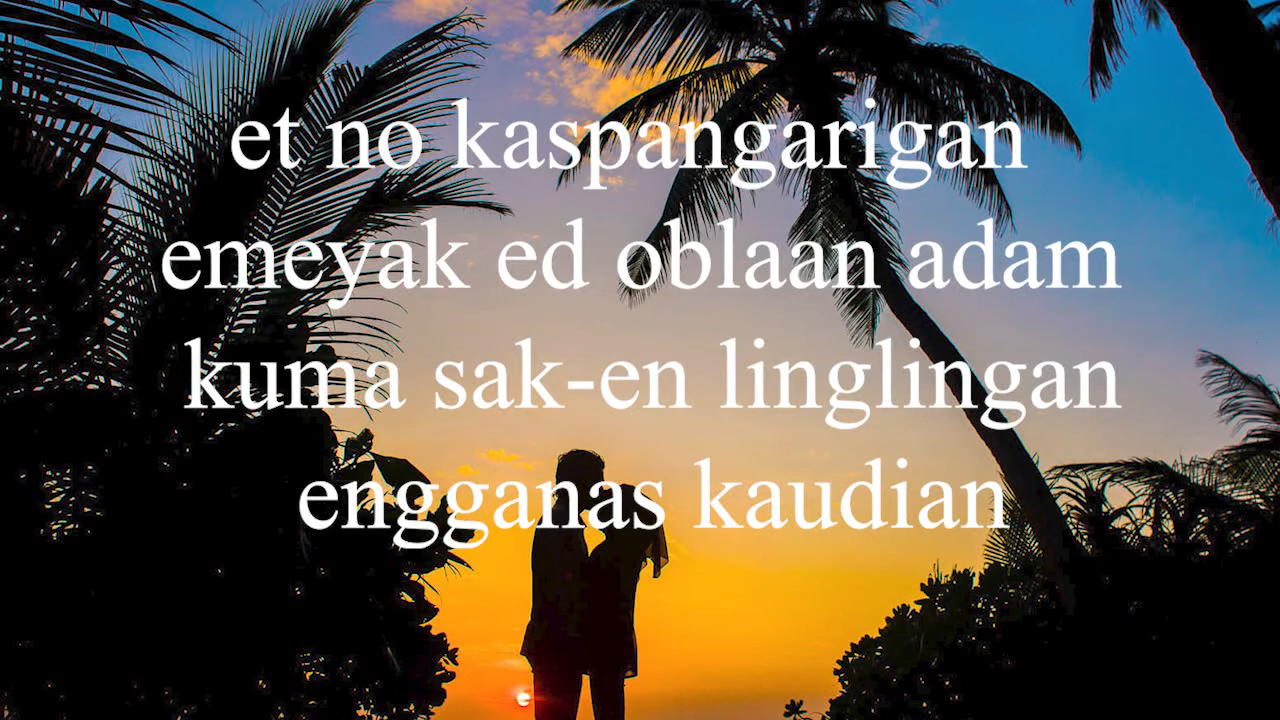 et no kaspangarigan
emeyak ed oblaan adam
kuma sak-en linglingan
engganas kaudian